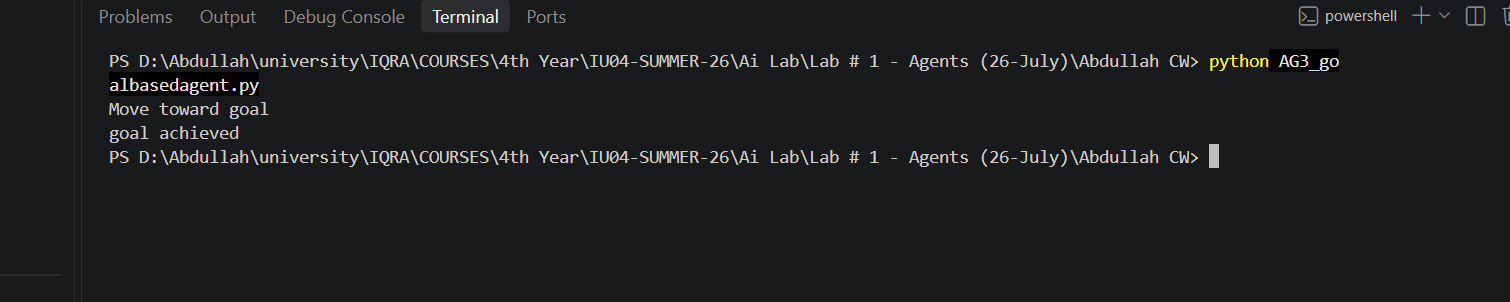 Problems Output Debug Console Terminal Ports powershell
PS D:\Abdullah\university\IQRA\COURSES\4th Year\IU04-SUMMER-26\Ai Lab\Lab # 1 - Agents (26-July)\Abdullah CW> python AG3_go
albasedagent.py
Move toward goal
goal achieved
PS D:\Abdullah\university\IQRA\COURSES\4th Year\IU04-SUMMER-26\Ai Lab\Lab # 1 - Agents (26-July)\Abdullah CW>